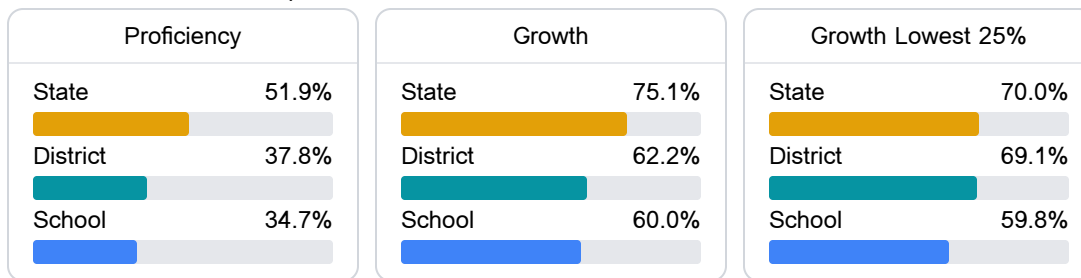 Proficiency
State 51.9%
District 37.8%
School 34.7%
Growth
State 75.1%
District 62.2%
School 60.0%
Growth Lowest 25%
State 70.0%
District 69.1%
School 59.8%